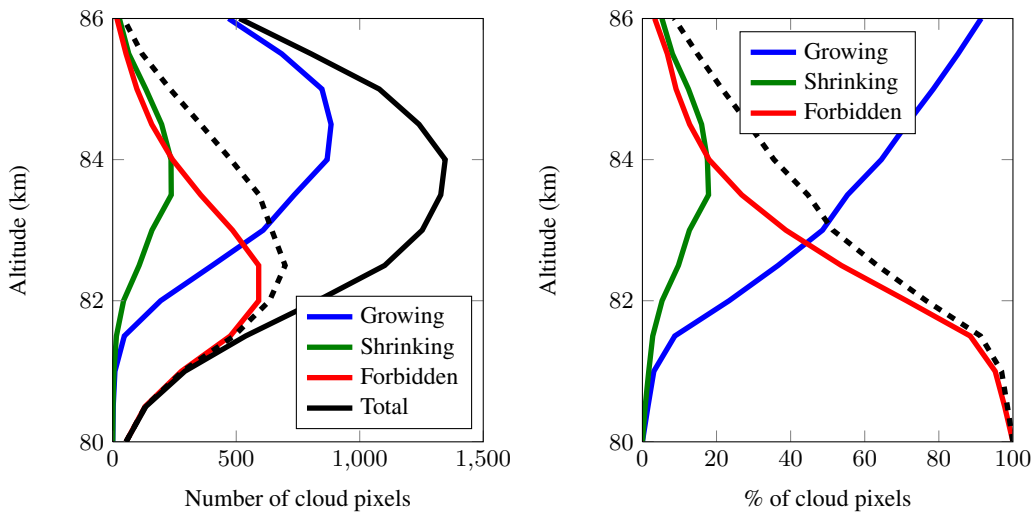 86
84
82
80
0
500
1,000
1,500
Altitude (km)
Number of cloud pixels
Growing
Shrinking
Forbidden
Total
86
84
82
80
0
20
40
60
80
100
Altitude (km)
% of cloud pixels
Growing
Shrinking
Forbidden